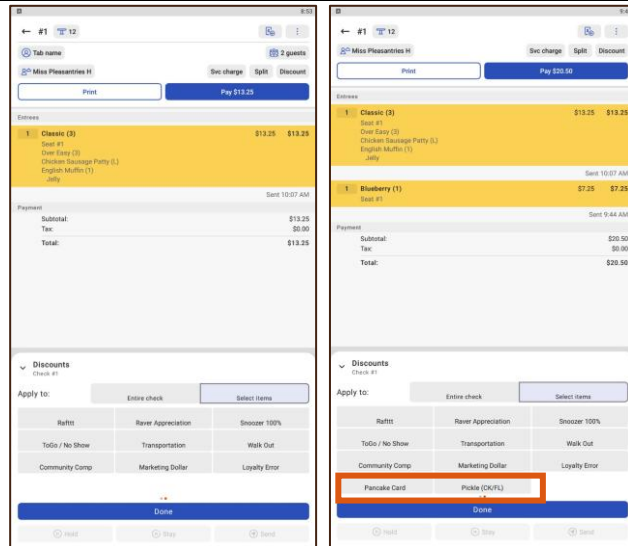 8:53
← #1 12
Tab name 2 guests
Miss Pleasantries H Svc charge Split Discount
Print Pay $13.25
Entrees
1 Classic (3) $13.25 $13.25
Seat #1
Over Easy (3)
Chicken Sausage Patty (L)
English Muffin (1)
Jelly
Sent 10:07 AM
Payment
Subtotal: $13.25
Tax: $0.00
Total: $13.25
Discounts
Check #1
Apply to: Entire check Select items
Rafttt Raver Appreciation Snoozer 100%
ToGo / No Show Transportation Walk Out
Community Comp Marketing Dollar Loyalty Error
Done
Hold Stay Send
← #1 12
Miss Pleasantries H Svc charge Split Discount
Print Pay $20.50
Entrees
1 Classic (3) $13.25 $13.25
Seat #1
Over Easy (3)
Chicken Sausage Patty (L)
English Muffin (1)
Jelly
Sent 10:07 AM
1 Blueberry (1) $7.25 $7.25
Seat #1
Sent 9:44 AM
Payment
Subtotal: $20.50
Tax: $0.00
Total: $20.50
Discounts
Check #1
Apply to: Entire check Select items
Rafttt Raver Appreciation Snoozer 100%
ToGo / No Show Transportation Walk Out
Community Comp Marketing Dollar Loyalty Error
Pancake Card Pickle (CK/FL)
Done
Hold Stay Send